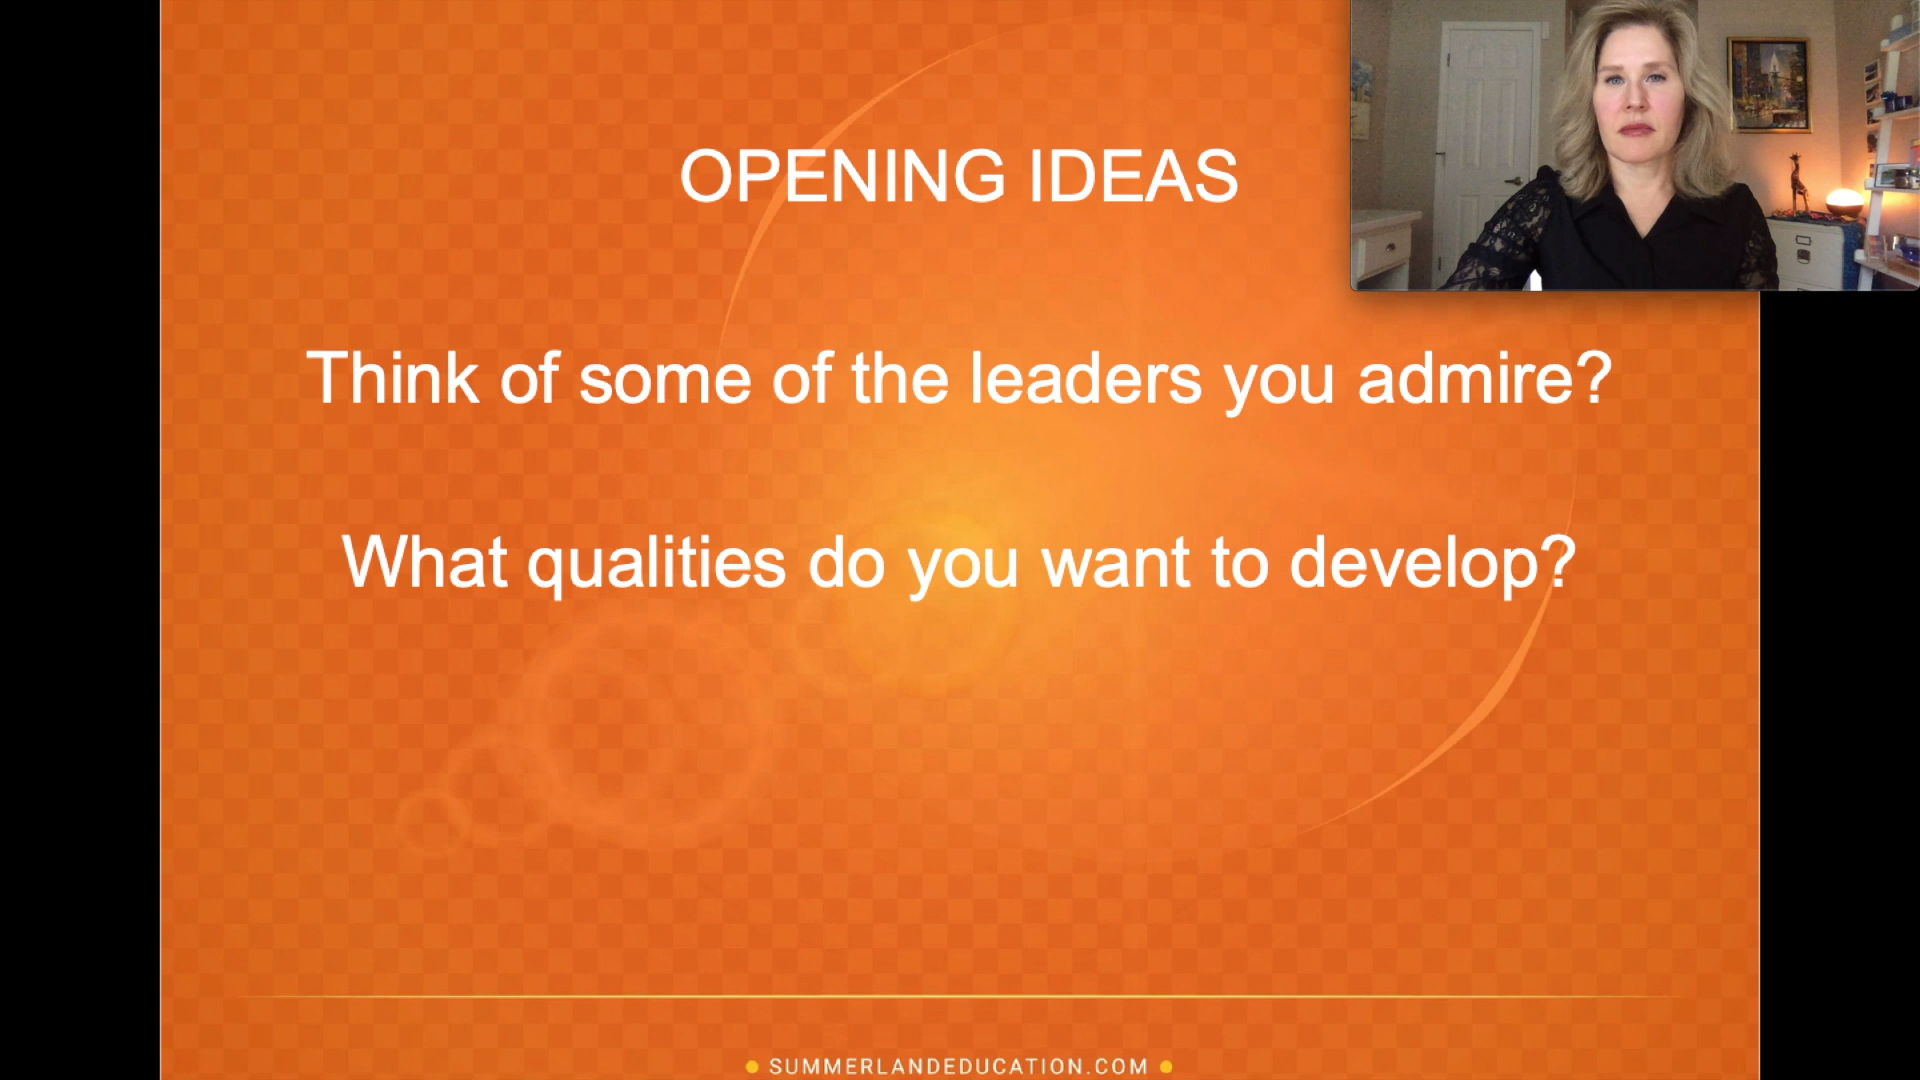 OPENING IDEAS
Think of some of the leaders you admire?
What qualities do you want to develop?
SUMMERLANDEDUCATION.COM